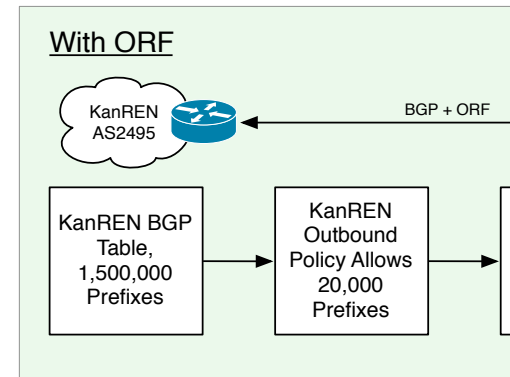 With ORF
KanREN
AS2495
BGP + ORF
KanREN BGP
Table,
1,500,000
Prefixes
KanREN
Outbound
Policy Allows
20,000
Prefixes